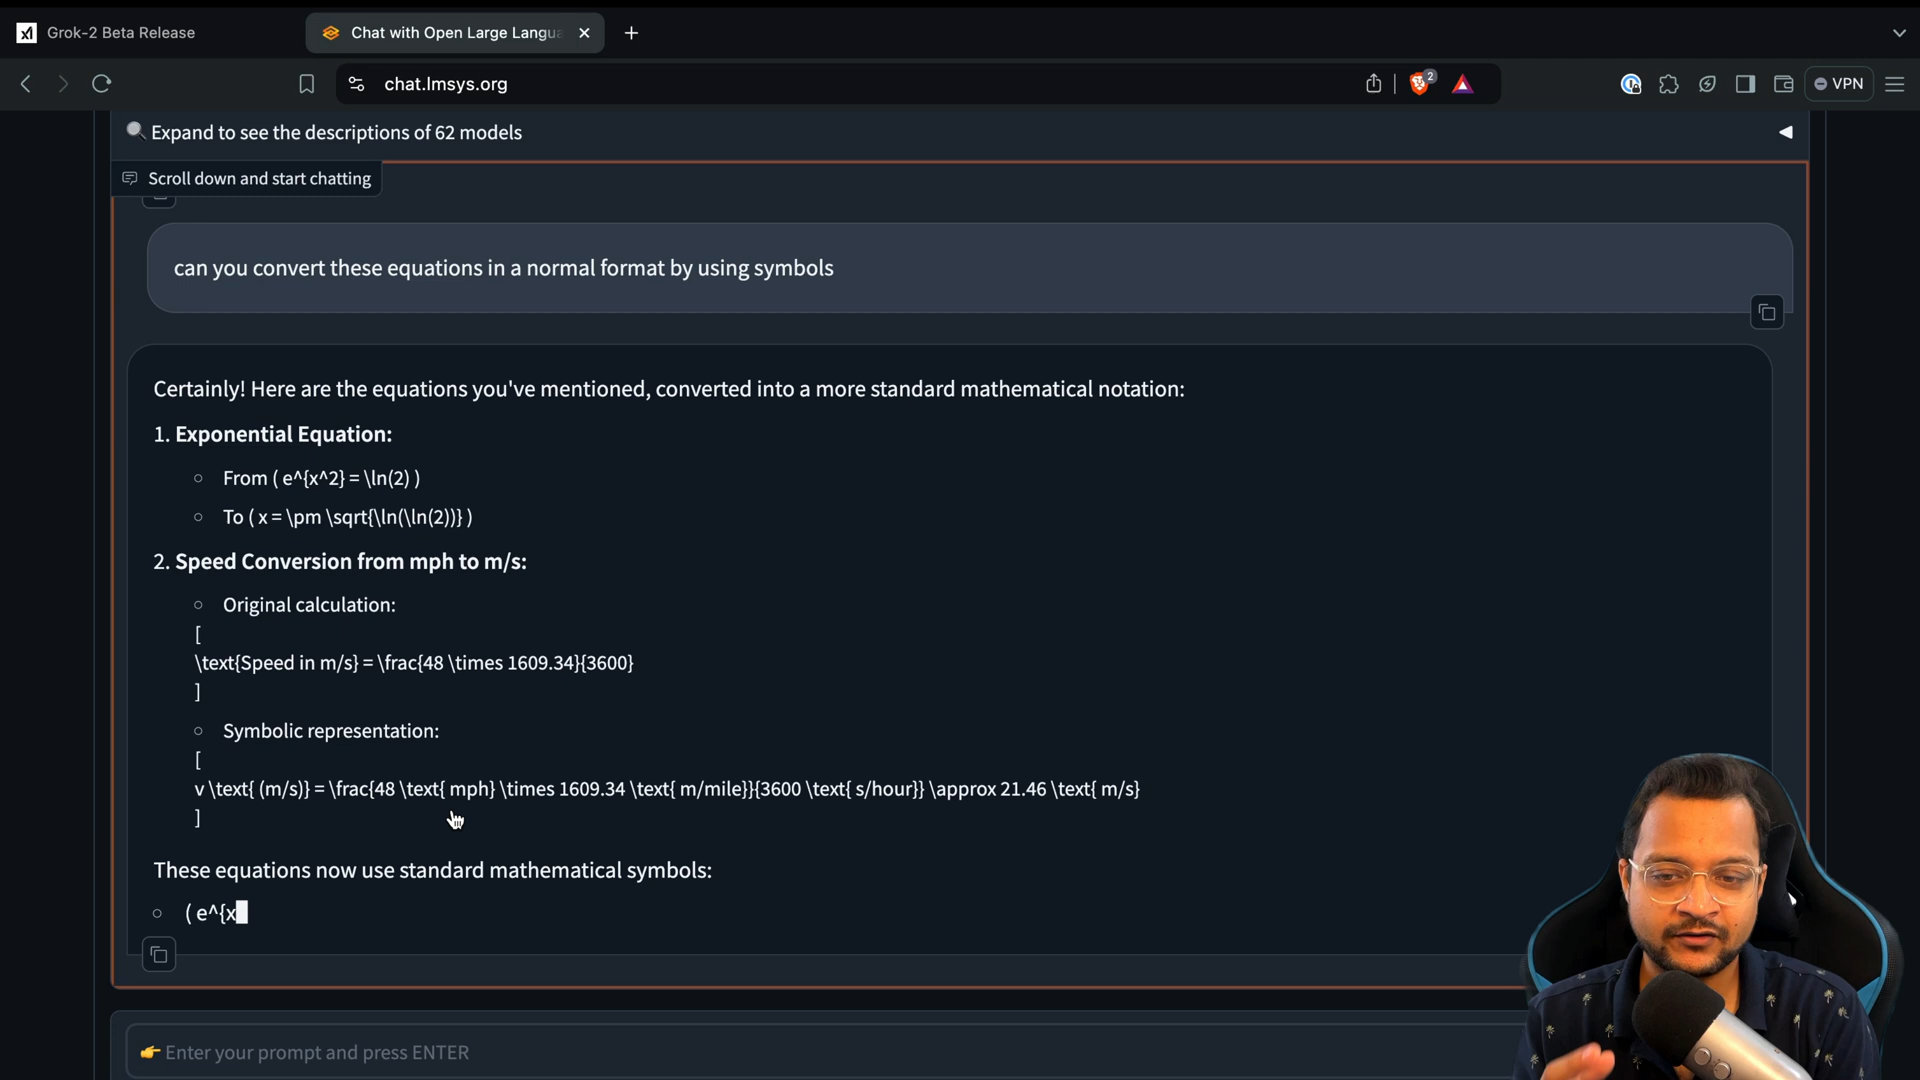 Grok-2 Beta Release
Chat with Open Large Langua
chat.lmsys.org
2
VPN
Expand to see the descriptions of 62 models
Scroll down and start chatting
can you convert these equations in a normal format by using symbols
Certainly! Here are the equations you've mentioned, converted into a more standard mathematical notation:
1. Exponential Equation:
From ( e^{x^2} = \ln(2) )
To ( x = \pm \sqrt{\ln(\ln(2))} )
2. Speed Conversion from mph to m/s:
Original calculation:
[
\text{Speed in m/s} = \frac{48 \times 1609.34}{3600}
]
Symbolic representation:
[
v \text{ (m/s)} = \frac{48 \text{ mph} \times 1609.34 \text{ m/mile}}{3600 \text{ s/hour}} \approx 21.46 \text{ m/s}
]
These equations now use standard mathematical symbols:
( e^{x
Enter your prompt and press ENTER